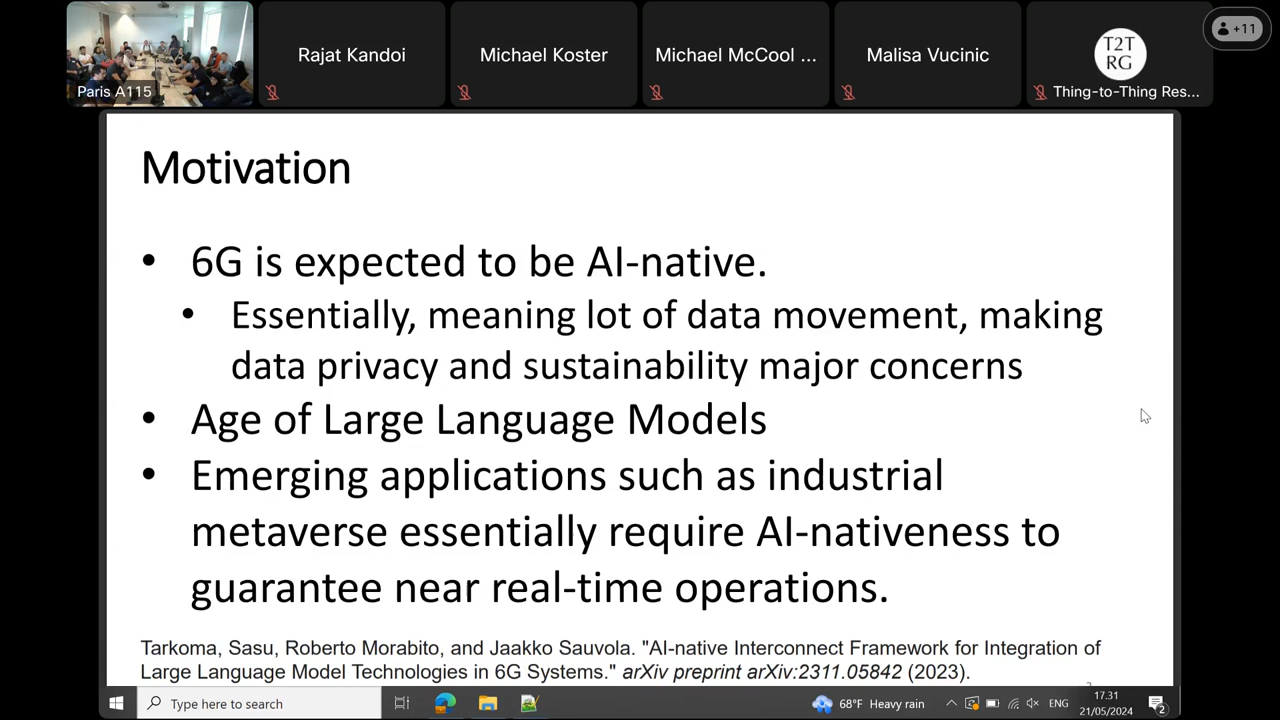 Paris A115
Rajat Kandoi
Michael Koster
Michael McCool ...
Malisa Vucinic
T2T
RG
Thing-to-Thing Res...
+11
Motivation
• 6G is expected to be AI-native.
• Essentially, meaning lot of data movement, making
data privacy and sustainability major concerns
• Age of Large Language Models
• Emerging applications such as industrial
metaverse essentially require AI-nativeness to
guarantee near real-time operations.
Tarkoma, Sasu, Roberto Morabito, and Jaakko Sauvola. "AI-native Interconnect Framework for Integration of
Large Language Model Technologies in 6G Systems." arXiv preprint arXiv:2311.05842 (2023).
Type here to search
68°F Heavy rain
ENG
17.31
21/05/2024
2